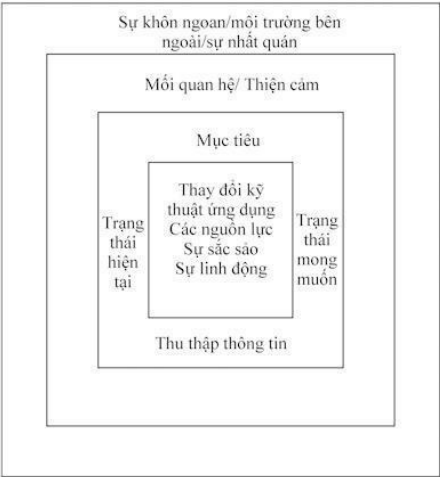 Sự khôn ngoan/môi trường bên
ngoài/sự nhất quán
Mối quan hệ/ Thiện cảm
Mục tiêu
Thay đổi kỹ
thuật ứng dụng
Các nguồn lực
Sự sắc sảo
Sự linh động
Trạng
thái
hiện
tại
Trạng
thái
mong
muốn
Thu thập thông tin